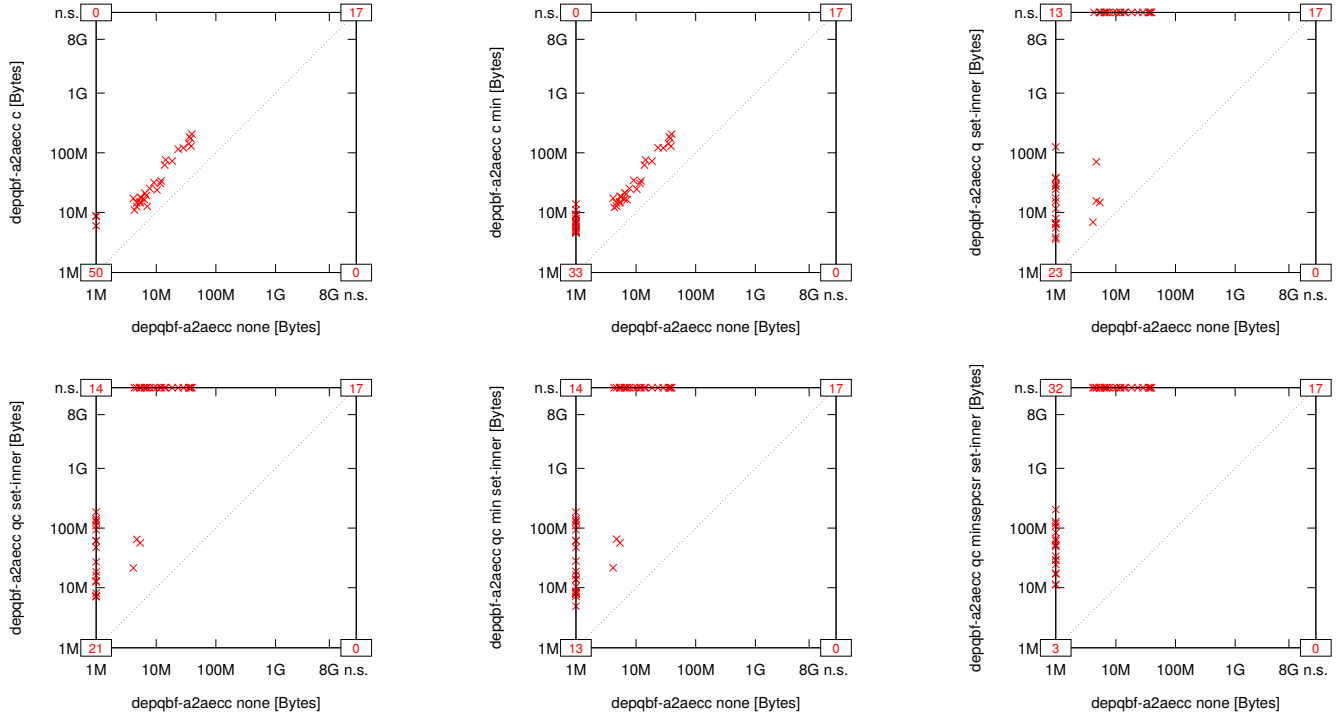 n.s. 0 17
8G
1G
100M
10M
1M 50 0
1M 10M 100M 1G 8G n.s.
depqbf-a2aecc none [Bytes]
depqbf-a2aecc c [Bytes]
n.s. 0 17
8G
1G
100M
10M
1M 33 0
1M 10M 100M 1G 8G n.s.
depqbf-a2aecc none [Bytes]
depqbf-a2aecc c min [Bytes]
n.s. 13 17
8G
1G
100M
10M
1M 23 0
1M 10M 100M 1G 8G n.s.
depqbf-a2aecc none [Bytes]
depqbf-a2aecc q set-inner [Bytes]
n.s. 14 17
8G
1G
100M
10M
1M 21 0
1M 10M 100M 1G 8G n.s.
depqbf-a2aecc none [Bytes]
depqbf-a2aecc qc set-inner [Bytes]
n.s. 14 17
8G
1G
100M
10M
1M 13 0
1M 10M 100M 1G 8G n.s.
depqbf-a2aecc none [Bytes]
depqbf-a2aecc qc min set-inner [Bytes]
n.s. 32 17
8G
1G
100M
10M
1M 3 0
1M 10M 100M 1G 8G n.s.
depqbf-a2aecc none [Bytes]
depqbf-a2aecc qc minsepcsr set-inner [Bytes]